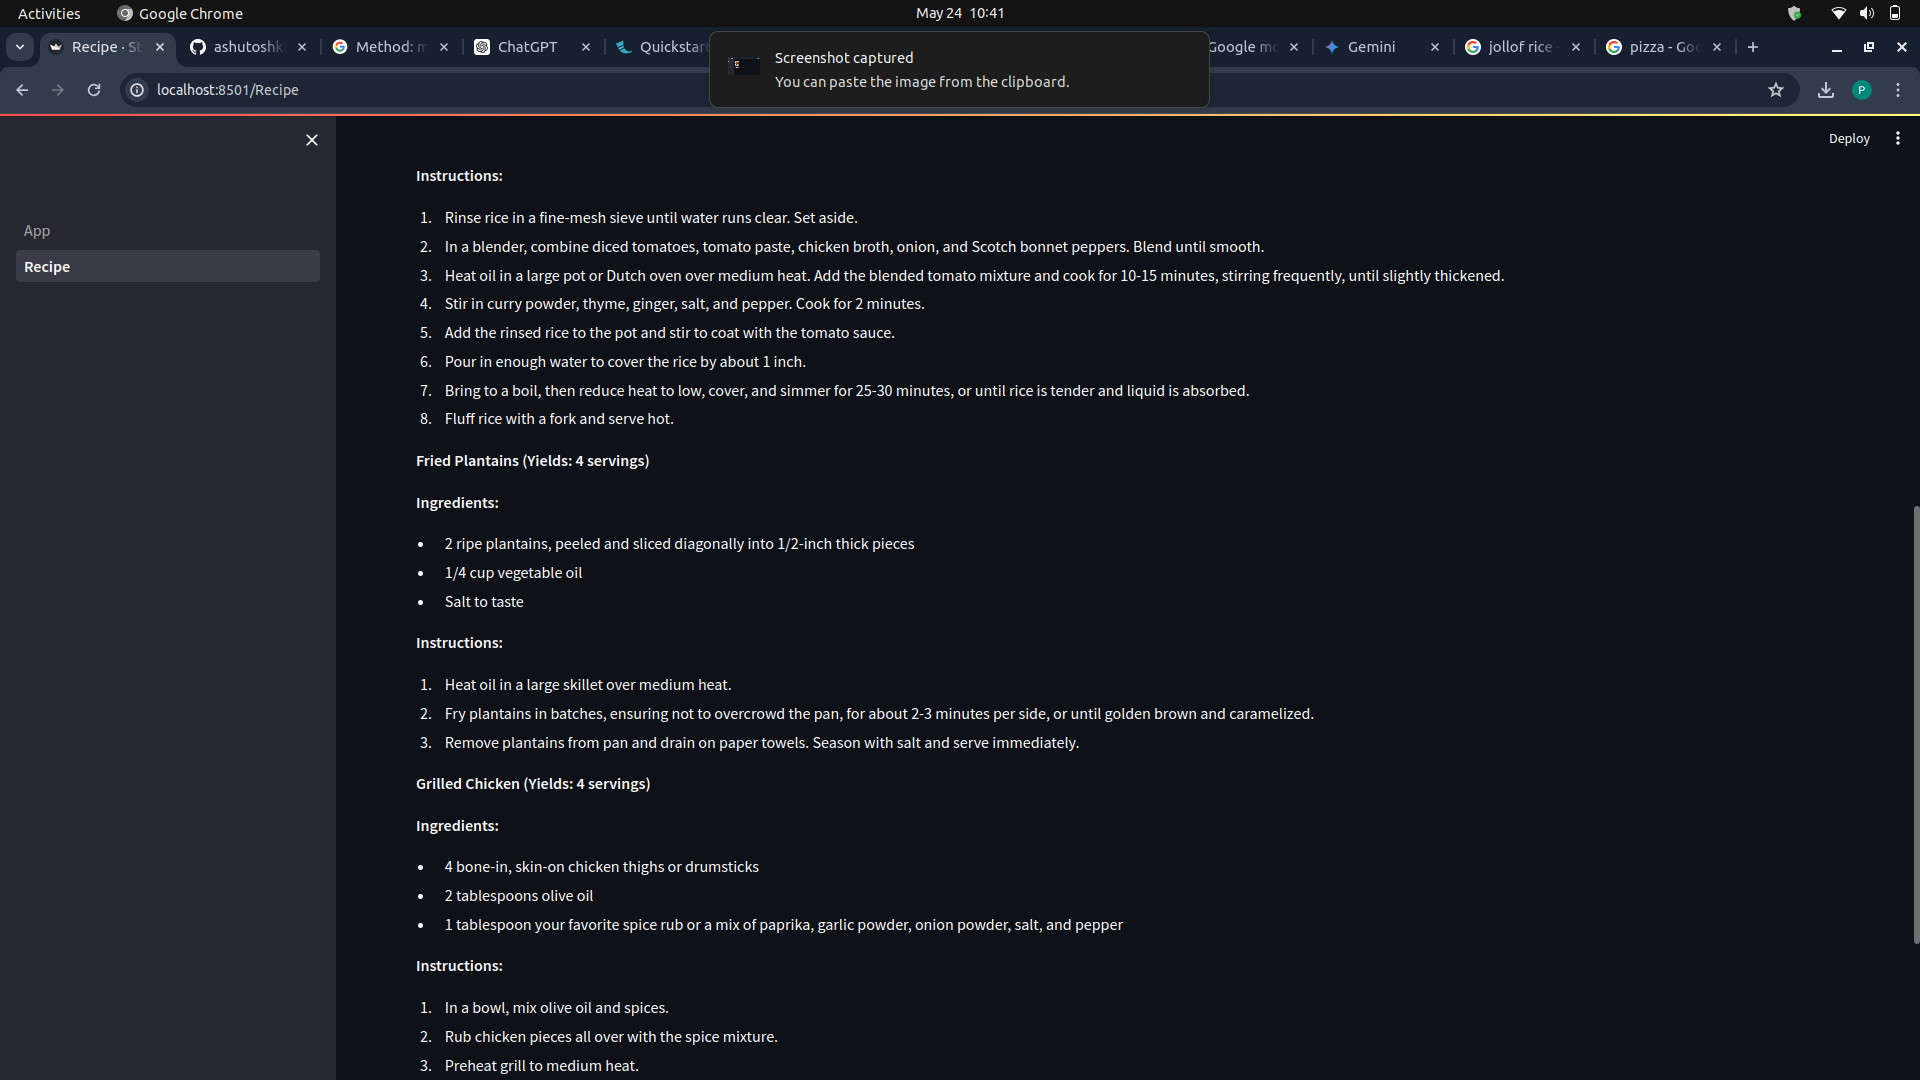 Activities
Google Chrome
May 24 10:41
Recipe · St
ashutoshk
Method: m
ChatGPT
Quickstar
Google mo
Gemini
jollof rice
pizza - Goo
Screenshot captured
You can paste the image from the clipboard.
localhost:8501/Recipe
P
Deploy
App
Recipe
Instructions:
1. Rinse rice in a fine-mesh sieve until water runs clear. Set aside.
2. In a blender, combine diced tomatoes, tomato paste, chicken broth, onion, and Scotch bonnet peppers. Blend until smooth.
3. Heat oil in a large pot or Dutch oven over medium heat. Add the blended tomato mixture and cook for 10-15 minutes, stirring frequently, until slightly thickened.
4. Stir in curry powder, thyme, ginger, salt, and pepper. Cook for 2 minutes.
5. Add the rinsed rice to the pot and stir to coat with the tomato sauce.
6. Pour in enough water to cover the rice by about 1 inch.
7. Bring to a boil, then reduce heat to low, cover, and simmer for 25-30 minutes, or until rice is tender and liquid is absorbed.
8. Fluff rice with a fork and serve hot.
Fried Plantains (Yields: 4 servings)
Ingredients:
• 2 ripe plantains, peeled and sliced diagonally into 1/2-inch thick pieces
• 1/4 cup vegetable oil
• Salt to taste
Instructions:
1. Heat oil in a large skillet over medium heat.
2. Fry plantains in batches, ensuring not to overcrowd the pan, for about 2-3 minutes per side, or until golden brown and caramelized.
3. Remove plantains from pan and drain on paper towels. Season with salt and serve immediately.
Grilled Chicken (Yields: 4 servings)
Ingredients:
• 4 bone-in, skin-on chicken thighs or drumsticks
• 2 tablespoons olive oil
• 1 tablespoon your favorite spice rub or a mix of paprika, garlic powder, onion powder, salt, and pepper
Instructions:
1. In a bowl, mix olive oil and spices.
2. Rub chicken pieces all over with the spice mixture.
3. Preheat grill to medium heat.